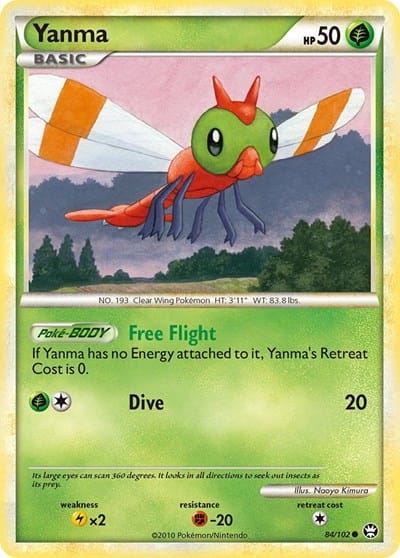 Yanma HP 50
BASIC
NO. 193 Clear Wing Pokémon HT: 3'11" WT: 83.8 lbs.
Poké-BODY Free Flight
If Yanma has no Energy attached to it, Yanma's Retreat
Cost is 0.
Dive 20
Illus. Naoyo Kimura
Its large eyes can scan 360 degrees. It looks in all directions to seek out insects as
its prey.
weakness resistance retreat cost
×2 -20
©2010 Pokémon/Nintendo 84/102